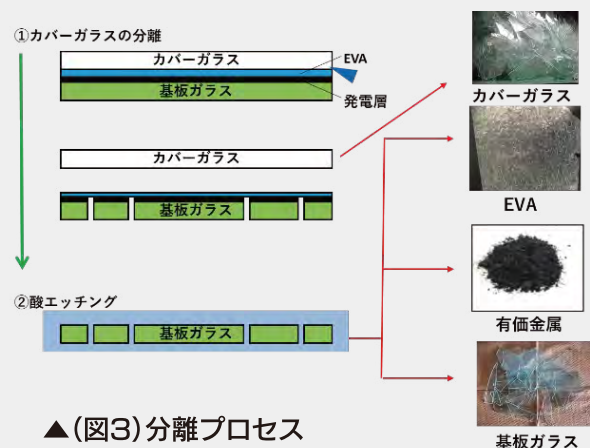 ①カバーガラスの分離
カバーガラス
EVA
発電層
基板ガラス
カバーガラス
基板ガラス
②酸エッチング
基板ガラス
カバーガラス
EVA
有価金属
基板ガラス
▲(図3)分離プロセス